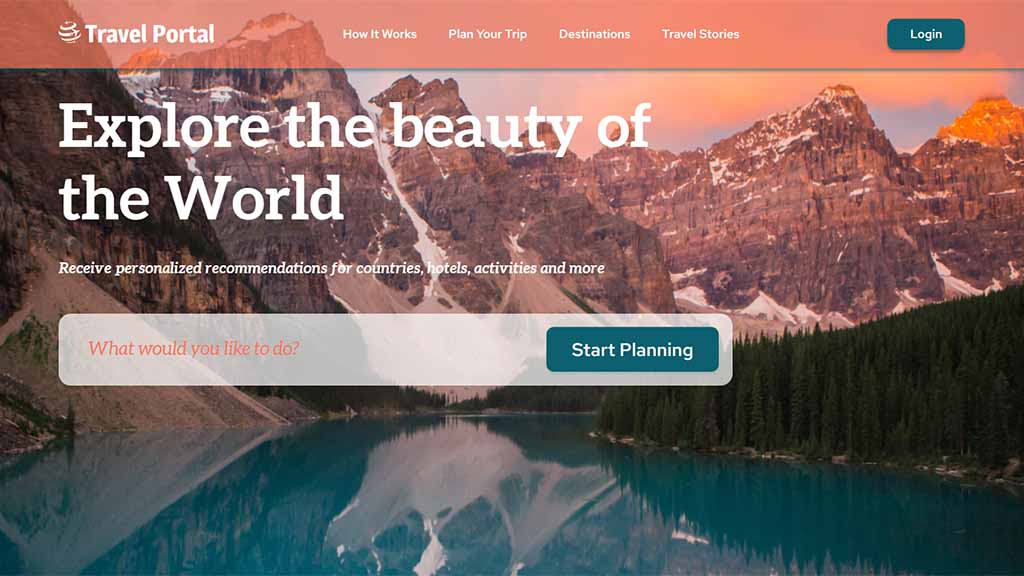 Travel Portal
How It Works
Plan Your Trip
Destinations
Travel Stories
Login
Explore the beauty of
the World
Receive personalized recommendations for countries, hotels, activities and more
What would you like to do?
Start Planning